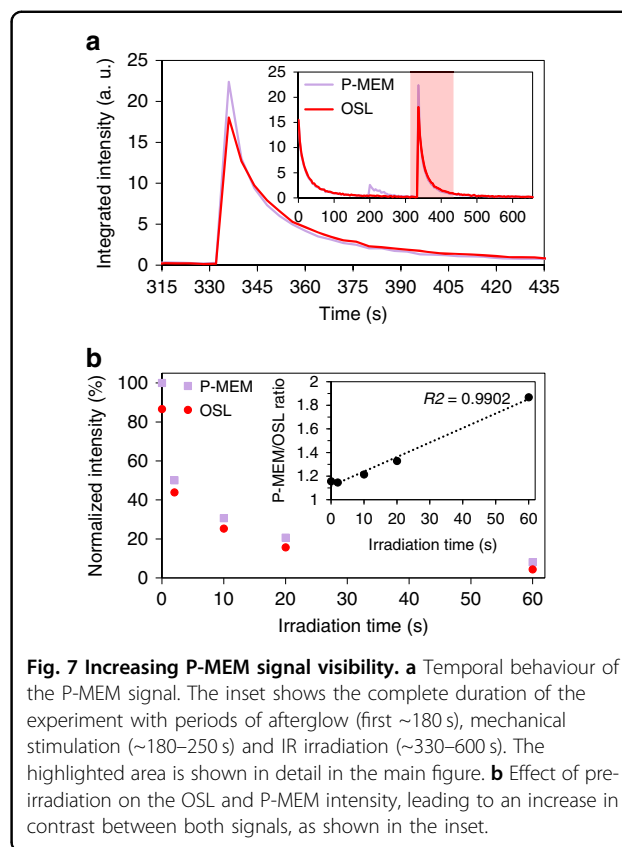 a
25
20
15
10
5
0
Integrated intensity (a. u.)
315 330 345 360 375 390 405 420 435
Time (s)
25
20
15
10
5
0
P-MEM
OSL
0 100 200 300 400 500 600
b
100
80
60
40
20
0
Normalized intensity (%)
P-MEM
OSL
0 10 20 30 40 50 60
Irradiation time (s)
2
1.8
1.6
1.4
1.2
1
P-MEM/OSL ratio
R2 = 0.9902
0 10 20 30 40 50 60
Irradiation time (s)
Fig. 7 Increasing P-MEM signal visibility. a Temporal behaviour of
the P-MEM signal. The inset shows the complete duration of the
experiment with periods of afterglow (first ~180 s), mechanical
stimulation (~180–250 s) and IR irradiation (~330–600 s). The
highlighted area is shown in detail in the main figure. b Effect of pre-
irradiation on the OSL and P-MEM intensity, leading to an increase in
contrast between both signals, as shown in the inset.